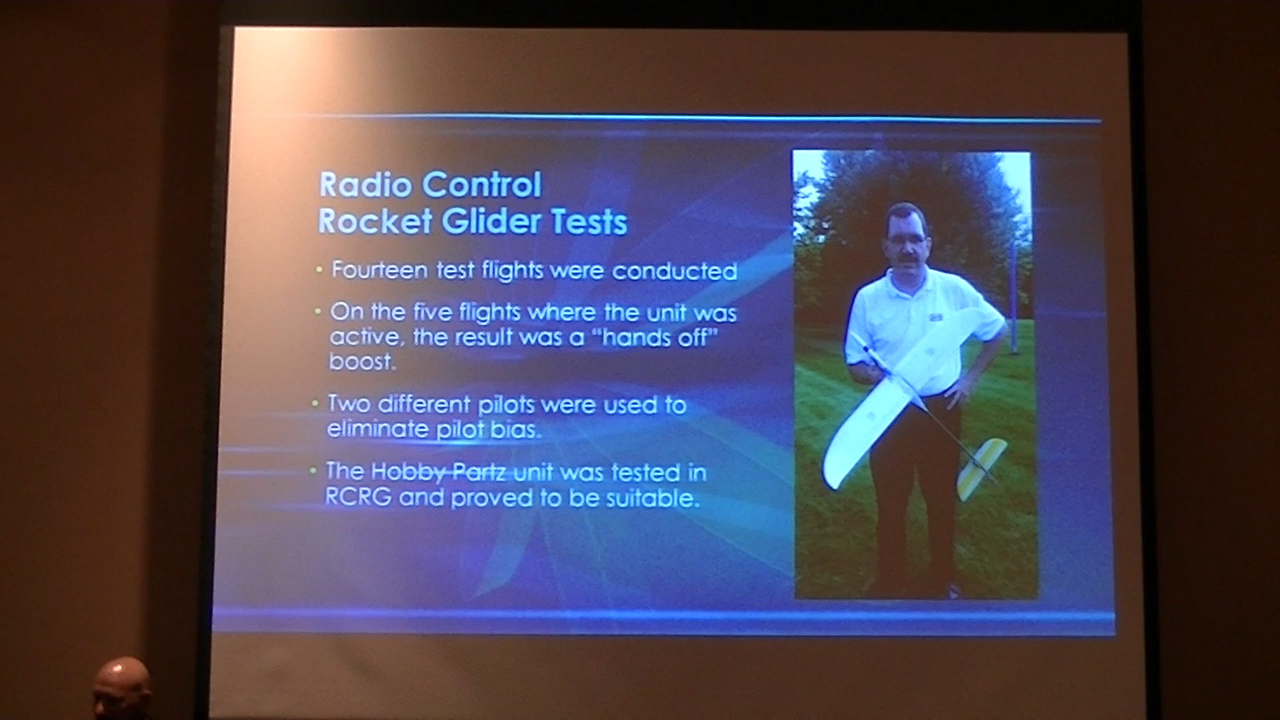 Radio Control
Rocket Glider Tests
• Fourteen test flights were conducted
• On the five flights where the unit was
active, the result was a “hands off”
boost.
• Two different pilots were used to
eliminate pilot bias.
• The Hobby Partz unit was tested in
RCRG and proved to be suitable.